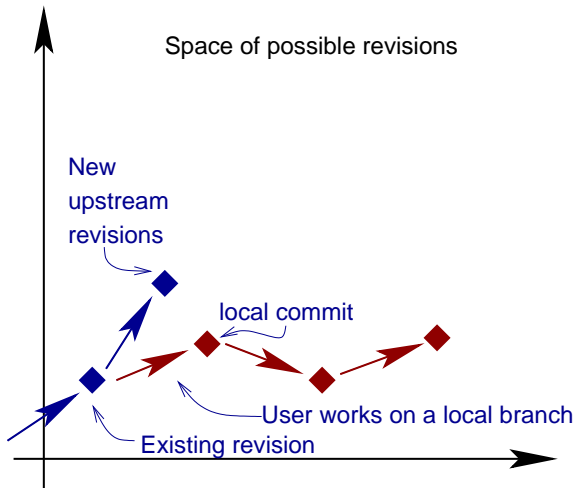 Space of possible revisions
New
upstream
revisions
local commit
User works on a local branch
Existing revision